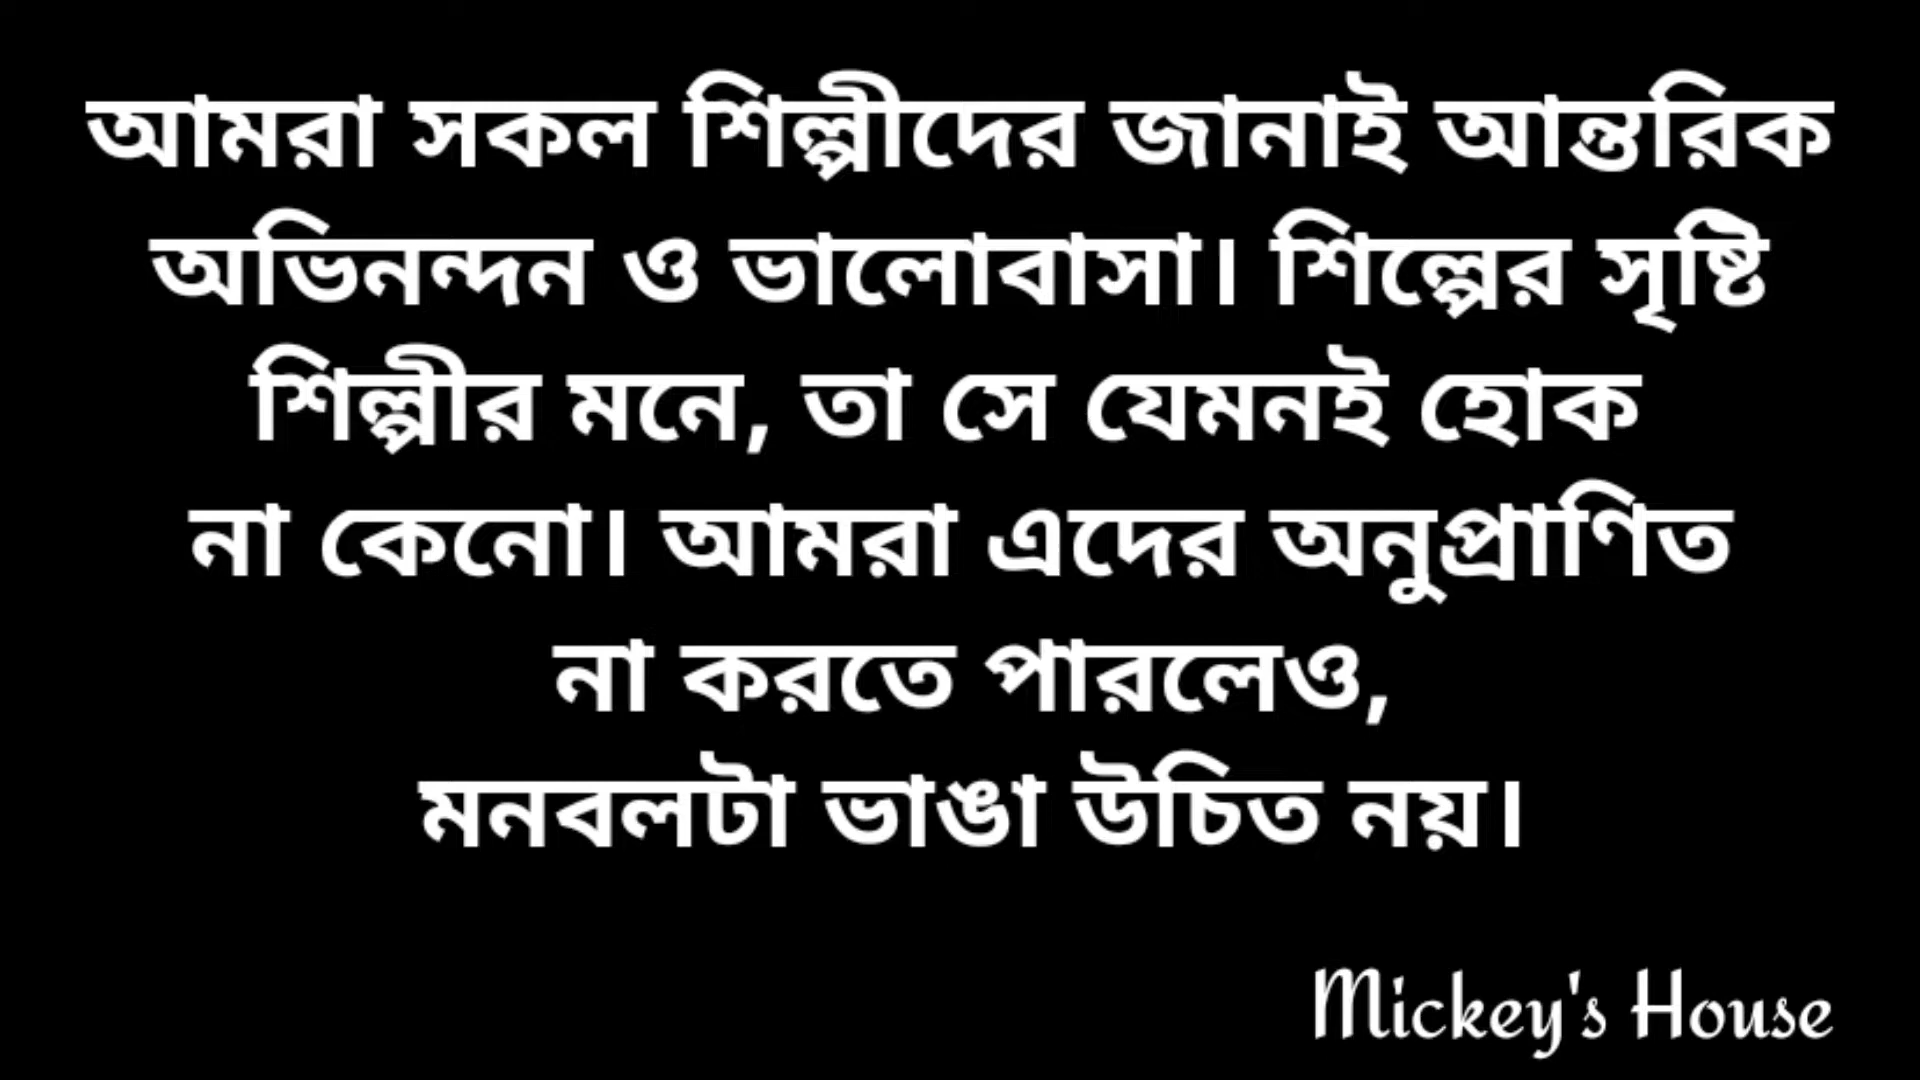 আমরা সকল শিল্পীদের জানাই আন্তরিক
অভিনন্দন ও ভালোবাসা। শিল্পের সৃষ্টি
শিল্পীর মনে, তা সে যেমনই হোক
না কেনো। আমরা এদের অনুপ্রাণিত
না করতে পারলেও,
মনবলটা ভাঙা উচিত নয়।
Mickey's House